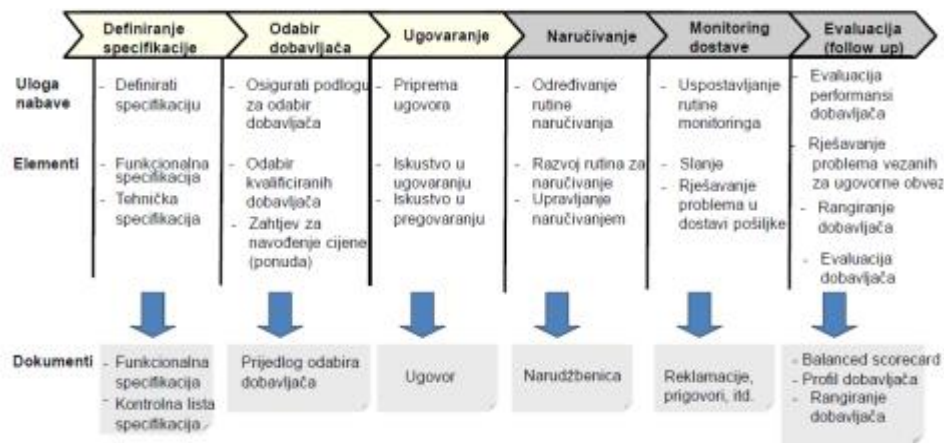 Definiranje
specifikacije
Odabir
dobavljača
Ugovaranje
Naručivanje
Monitoring
dostave
Evaluacija
(follow up)
Uloga
nabave
- Definirati
specifikaciju
- Osigurati podlogu
za odabir
dobavljača
- Priprema
ugovora
- Određivanje
rutine
naručivanja
- Uspostavljanje
rutine
monitoringa
- Evaluacija
performansi
dobavljača
Elementi
- Funkcionalna
specifikacija
- Tehnička
specifikacija
- Odabir
kvalificiranih
dobavljača
- Zahtjev za
navođenje cijene
(ponuda)
- Iskustvo u
ugovaranju
- Iskustvo u
pregovaranju
- Razvoj rutina za
naručivanje
- Upravljanje
naručivanjem
- Slanje
- Rješavanje
problema u
dostavi pošiljke
- Rješavanje
problema vezanih
za ugovorne obvez
- Rangiranje
dobavljača
- Evaluacija
dobavljača
Dokumenti
- Funkcionalna
specifikacija
- Kontrolna lista
specifikacija
Prijedlog odabira
dobavljača
Ugovor
Narudžbenica
Reklamacije,
prigovori, itd.
- Balanced scorecard
- Profil dobavljača
- Rangiranje
dobavljača